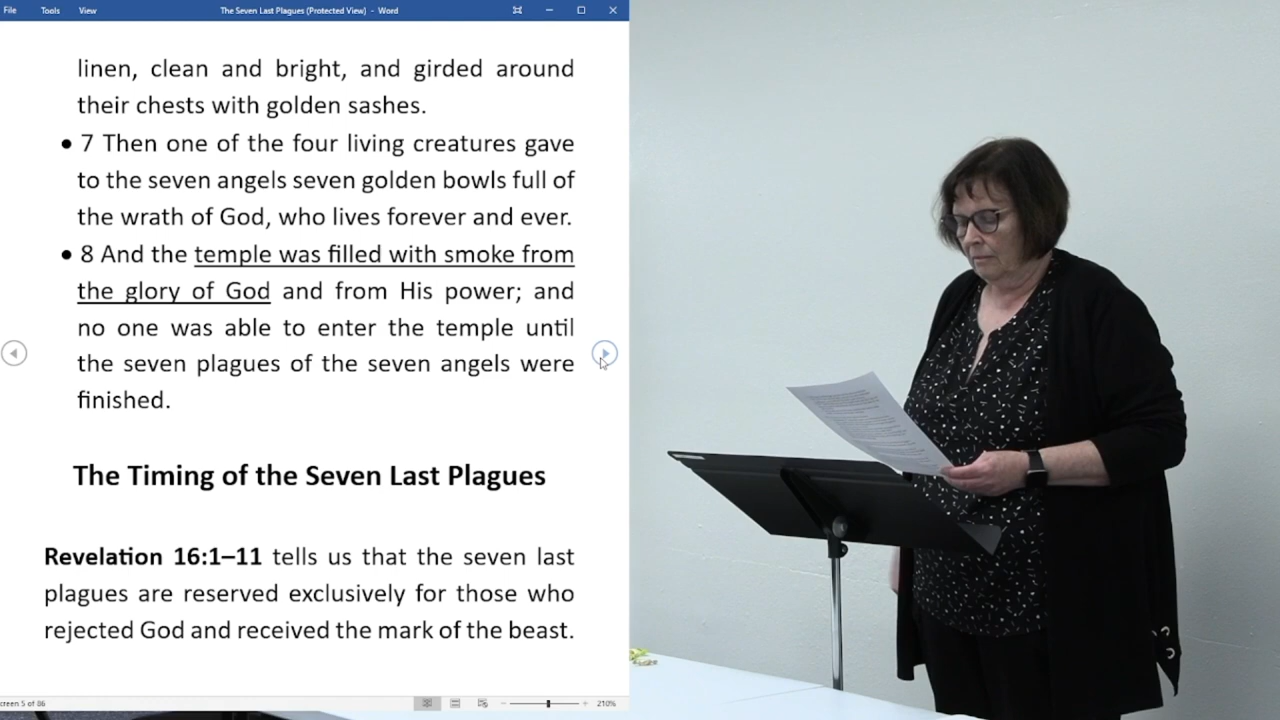 File Tools View The Seven Last Plagues (Protected View) - Word
linen, clean and bright, and girded around
their chests with golden sashes.
• 7 Then one of the four living creatures gave
to the seven angels seven golden bowls full of
the wrath of God, who lives forever and ever.
• 8 And the temple was filled with smoke from
the glory of God and from His power; and
no one was able to enter the temple until
the seven plagues of the seven angels were
finished.
The Timing of the Seven Last Plagues
Revelation 16:1–11 tells us that the seven last
plagues are reserved exclusively for those who
rejected God and received the mark of the beast.
creen 5 of 86 210%